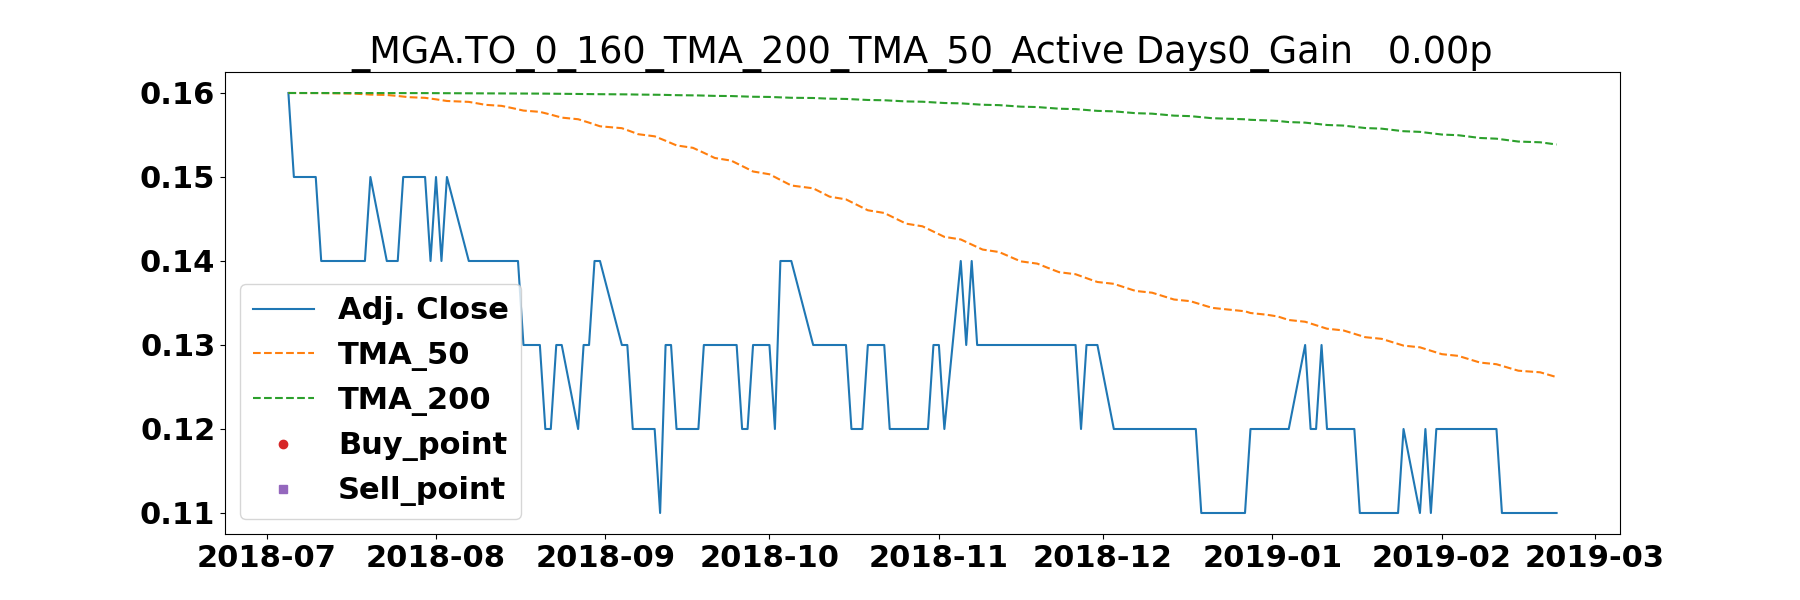 _MGA.TO_0_160_TMA_200_TMA_50_Active Days0_Gain   0.00p
0.16
0.15
0.14
0.13
0.12
0.11
Adj. Close
TMA_50
TMA_200
Buy_point
Sell_point
2018-07 2018-08 2018-09 2018-10 2018-11 2018-12 2019-01 2019-02 2019-03